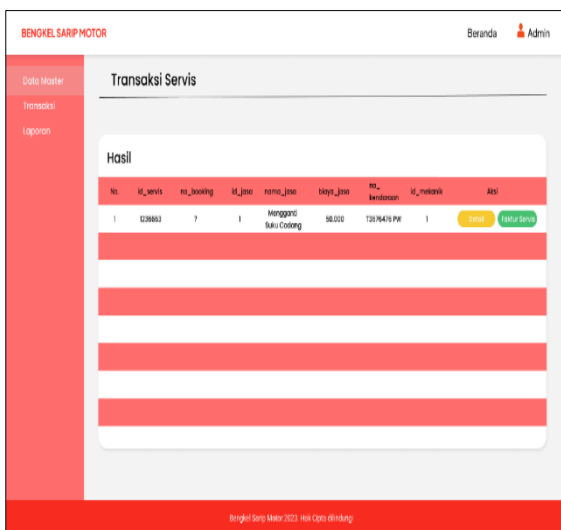 BENGKEL SARIP MOTOR
Beranda
Admin
Data Master
Transaksi
Laporan
Transaksi Servis
Hasil
No. id_servis no_booking id_jasa nama_jasa biaya_jasa no_ kendaraan id_mekanik Aksi
1 1236653 7 1 Mengganti Suku Cadang 50.000 T3576476 PW 1 Detail Faktur Servis
Bengkel Sarip Motor 2023. Hak Cipta dilindungi